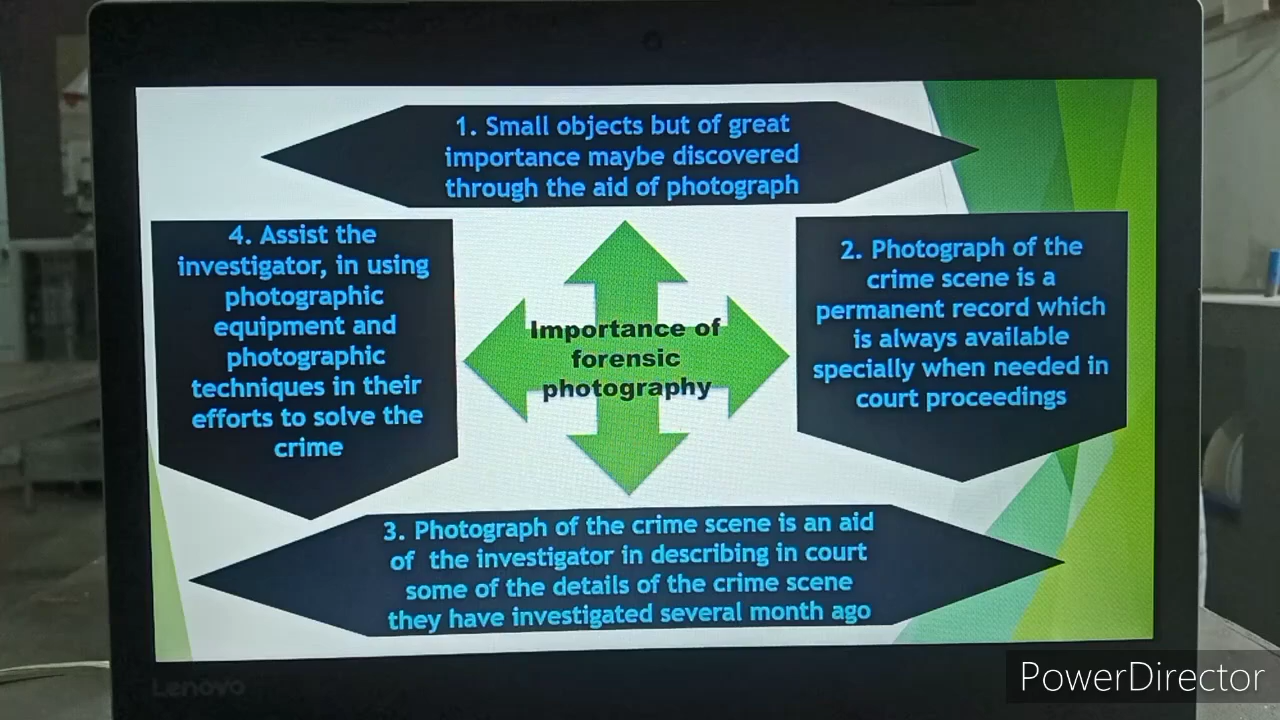 1. Small objects but of great
importance maybe discovered
through the aid of photograph
4. Assist the
investigator, in using
photographic
equipment and
photographic
techniques in their
efforts to solve the
crime
Importance of
forensic
photography
2. Photograph of the
crime scene is a
permanent record which
is always available
specially when needed in
court proceedings
3. Photograph of the crime scene is an aid
of the investigator in describing in court
some of the details of the crime scene
they have investigated several month ago
Lenovo
PowerDirector